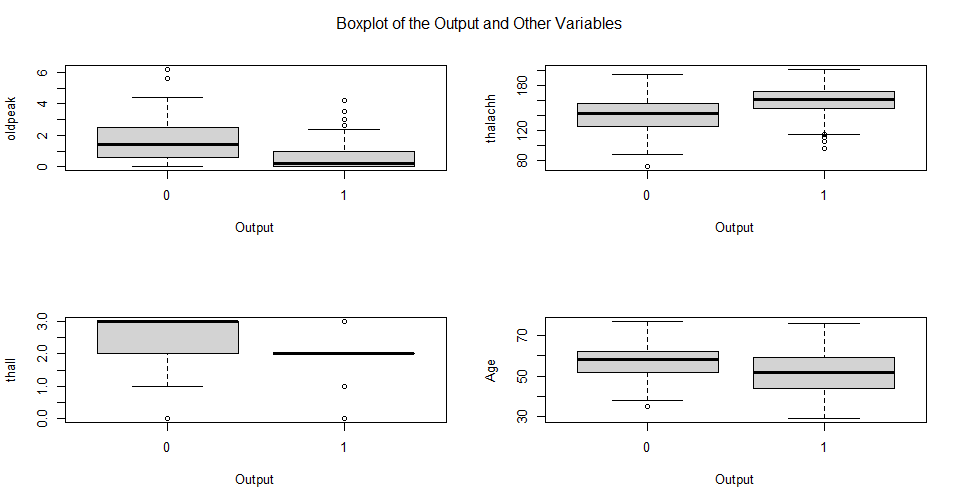 Boxplot of the Output and Other Variables
oldpeak
0 2 4 6
0 1
Output
thalachh
80 120 180
0 1
Output
thall
0.0 1.0 2.0 3.0
0 1
Output
Age
30 50 70
0 1
Output